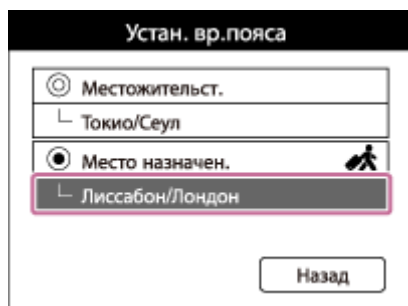 Устан. вр.пояса
Местожительст.
Токио/Сеул
Место назначен.
Лиссабон/Лондон
Назад